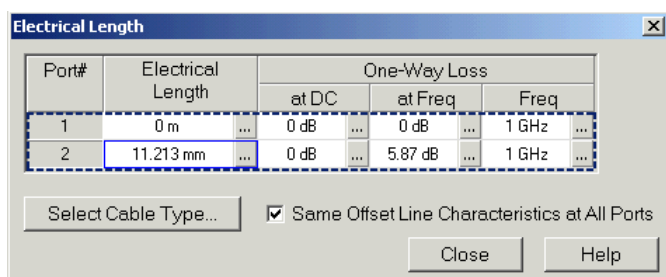 Electrical Length
Port# Electrical Length One-Way Loss
at DC at Freq Freq
1 0 m ... 0 dB ... 0 dB ... 1 GHz ...
2 11.213 mm ... 0 dB ... 5.87 dB ... 1 GHz ...
Select Cable Type... Same Offset Line Characteristics at All Ports
Close Help